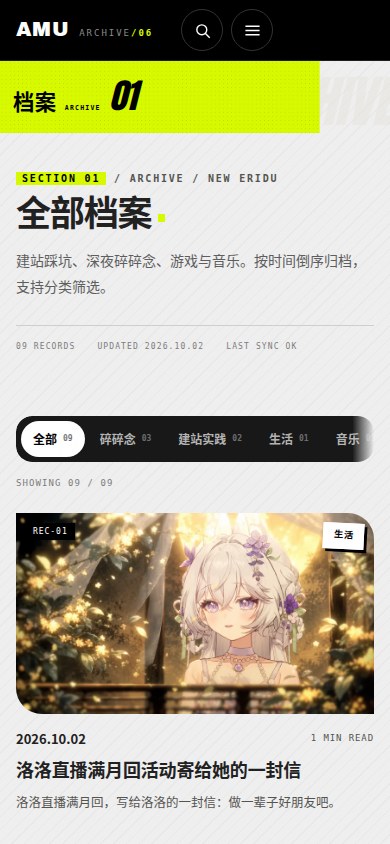 AMU ARCHIVE/06
档案 ARCHIVE 01
SECTION 01 / ARCHIVE / NEW ERIDU
全部档案
建站踩坑、深夜碎碎念、游戏与音乐。按时间倒序归档，
支持分类筛选。
09 RECORDS UPDATED 2026.10.02 LAST SYNC OK
全部 09 碎碎念 03 建站实践 02 生活 01 音乐
SHOWING 09 / 09
REC-01 生活
2026.10.02 1 MIN READ
洛洛直播满月回活动寄给她的一封信
洛洛直播满月回，写给洛洛的一封信：做一辈子好朋友吧。